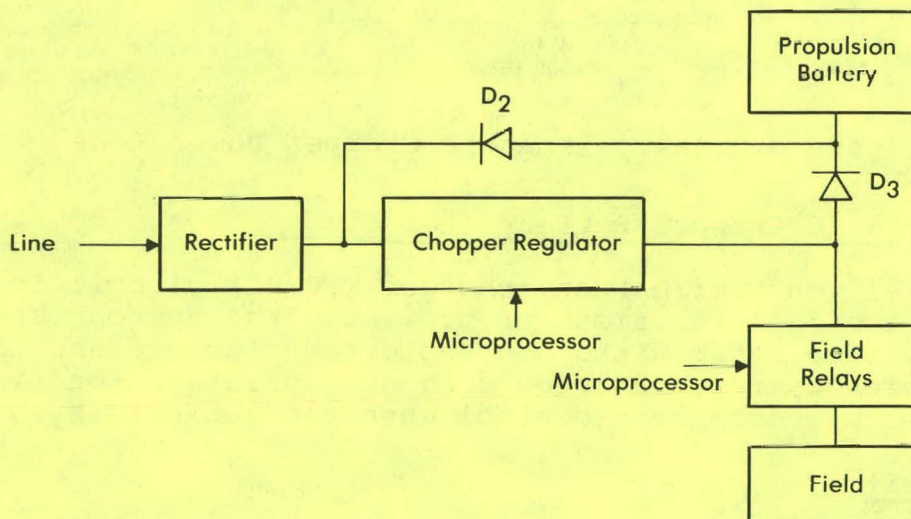 Propulsion
Battery
D2
D3
Line
Rectifier
Chopper Regulator
Microprocessor
Field
Relays
Microprocessor
Field